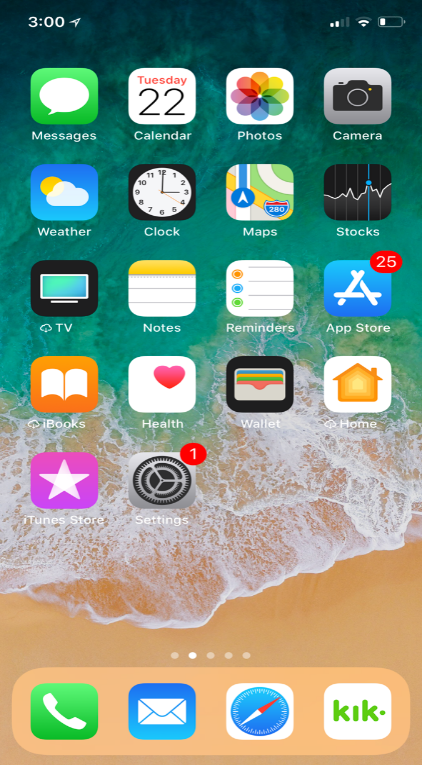 3:00
Tuesday
22
Messages Calendar Photos Camera
280
Weather Clock Maps Stocks
25
TV Notes Reminders App Store
iBooks Health Wallet Home
1
iTunes Store Settings
kik.